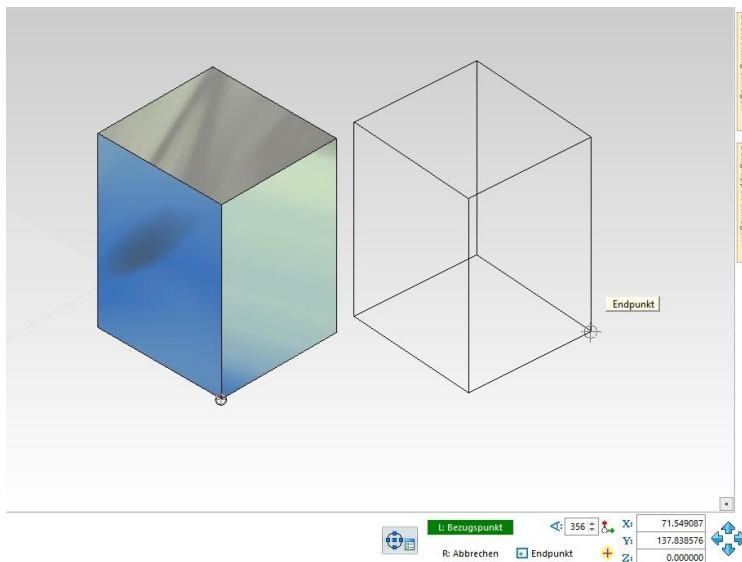 Endpunkt
L: Bezugspunkt
356
X: 71.549087
Y: 137.838576
R: Abbrechen
Endpunkt
Z: 0.000000